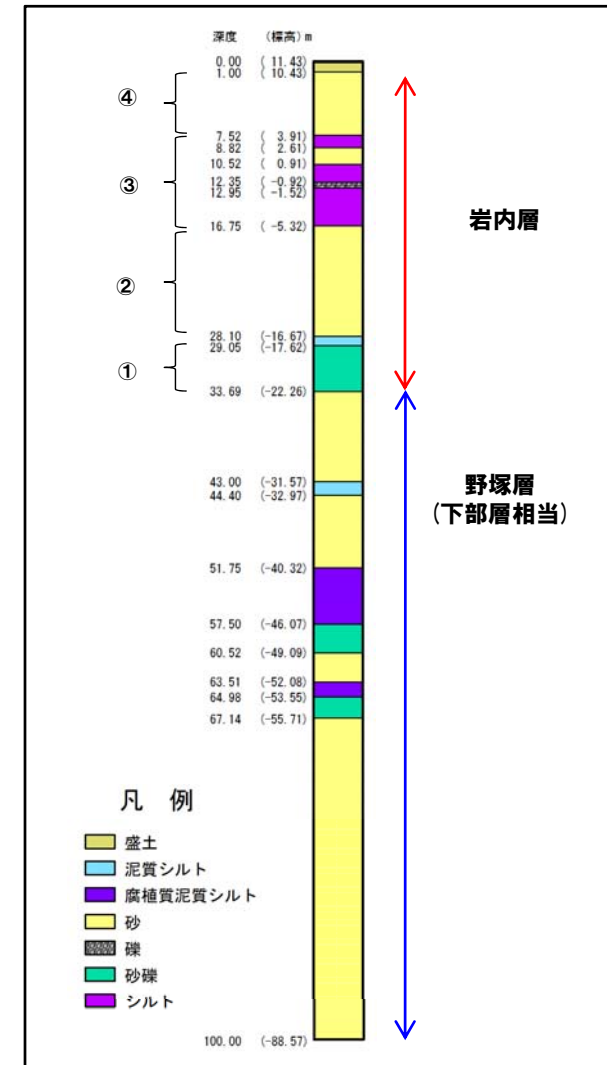 深度 (標高) m
0.00 ( 11.43)
1.00 ( 10.43)
④
7.52 ( 3.91)
8.82 ( 2.61)
10.52 ( 0.91)
③
12.35 ( -0.92)
12.95 ( -1.52)
16.75 ( -5.32)
岩内層
②
28.10 (-16.67)
29.05 (-17.62)
①
33.69 (-22.26)
43.00 (-31.57)
44.40 (-32.97)
野塚層
(下部層相当)
51.75 (-40.32)
57.50 (-46.07)
60.52 (-49.09)
63.51 (-52.08)
64.98 (-53.55)
67.14 (-55.71)
凡 例
盛土
泥質シルト
腐植質泥質シルト
砂
礫
砂礫
シルト
100.00 (-88.57)